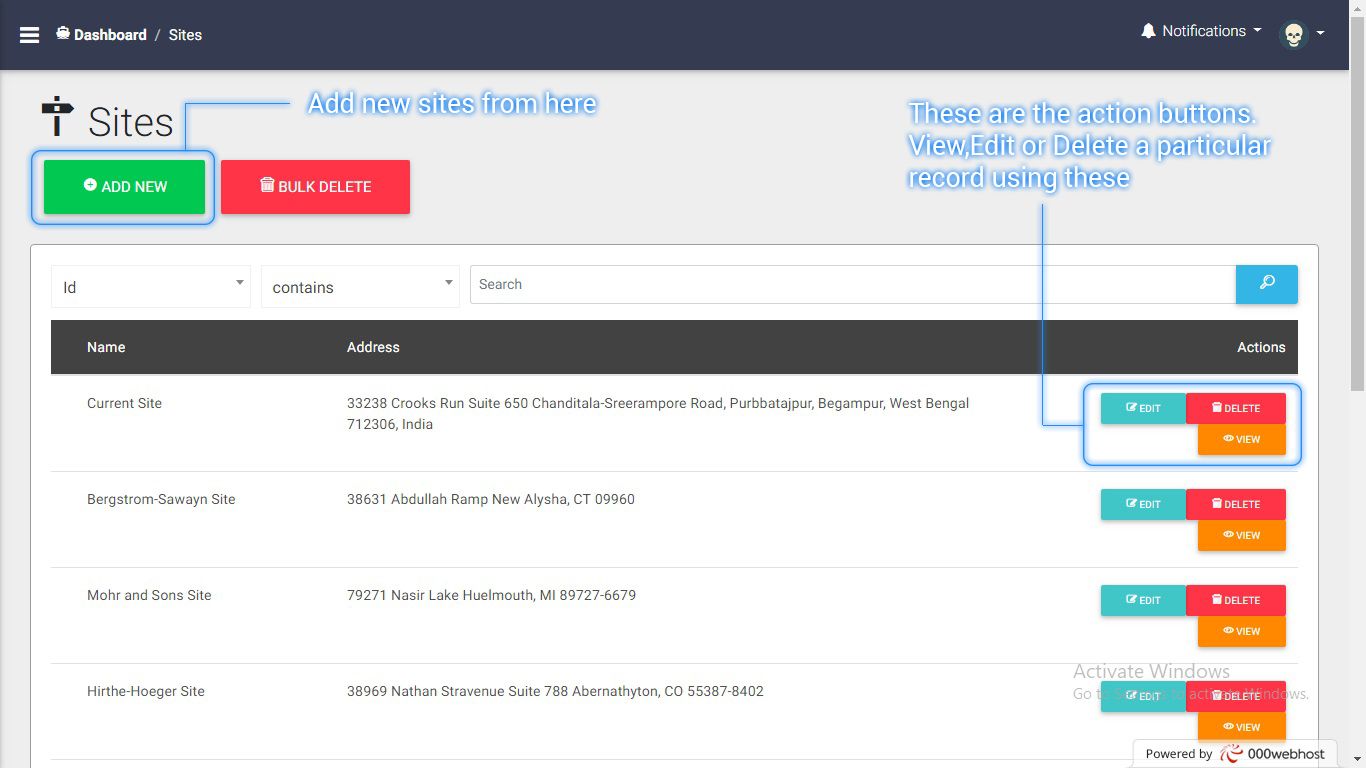 Dashboard / Sites
Notifications
Sites
Add new sites from here
These are the action buttons.
View,Edit or Delete a particular
record using these
ADD NEW
BULK DELETE
Id
contains
Search
Name Address Actions
Current Site
33238 Crooks Run Suite 650 Chanditala-Sreerampore Road, Purbbatajpur, Begampur, West Bengal
712306, India
EDIT DELETE
VIEW
Bergstrom-Sawayn Site
38631 Abdullah Ramp New Alysha, CT 09960
EDIT DELETE
VIEW
Mohr and Sons Site
79271 Nasir Lake Huelmouth, MI 89727-6679
EDIT DELETE
VIEW
Activate Windows
Go to Settings to activate Windows.
Hirthe-Hoeger Site
38969 Nathan Stravenue Suite 788 Abernathyton, CO 55387-8402
EDIT DELETE
VIEW
Powered by 000webhost